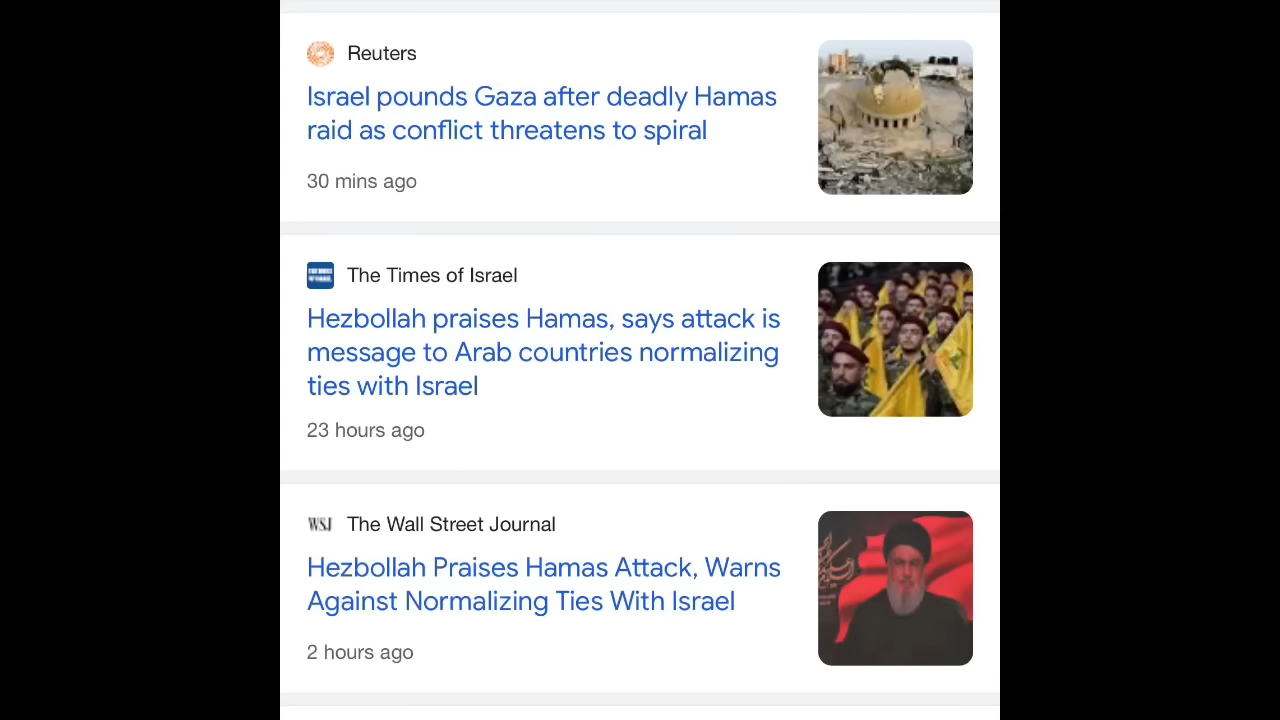 Reuters
Israel pounds Gaza after deadly Hamas
raid as conflict threatens to spiral
30 mins ago
The Times of Israel
Hezbollah praises Hamas, says attack is
message to Arab countries normalizing
ties with Israel
23 hours ago
WSJ The Wall Street Journal
Hezbollah Praises Hamas Attack, Warns
Against Normalizing Ties With Israel
2 hours ago